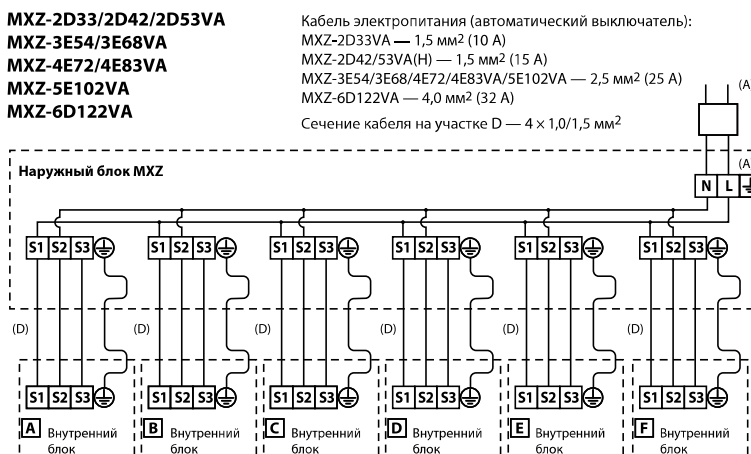 MXZ-2D33/2D42/2D53VA
MXZ-3E54/3E68VA
MXZ-4E72/4E83VA
MXZ-5E102VA
MXZ-6D122VA
Кабель электропитания (автоматический выключатель):
MXZ-2D33VA — 1,5 мм² (10 А)
MXZ-2D42/53VA(H) — 1,5 мм² (15 А)
MXZ-3E54/3E68/4E72/4E83VA/5E102VA — 2,5 мм² (25 А)
MXZ-6D122VA — 4,0 мм² (32 А)
Сечение кабеля на участке D — 4 × 1,0/1,5 мм²
(A
(A
Наружный блок MXZ
N L
S1 S2 S3 S1 S2 S3 S1 S2 S3 S1 S2 S3 S1 S2 S3 S1 S2 S3
(D) (D) (D) (D) (D) (D)
S1 S2 S3 S1 S2 S3 S1 S2 S3 S1 S2 S3 S1 S2 S3 S1 S2 S3
A Внутренний блок
B Внутренний блок
C Внутренний блок
D Внутренний блок
E Внутренний блок
F Внутренний блок